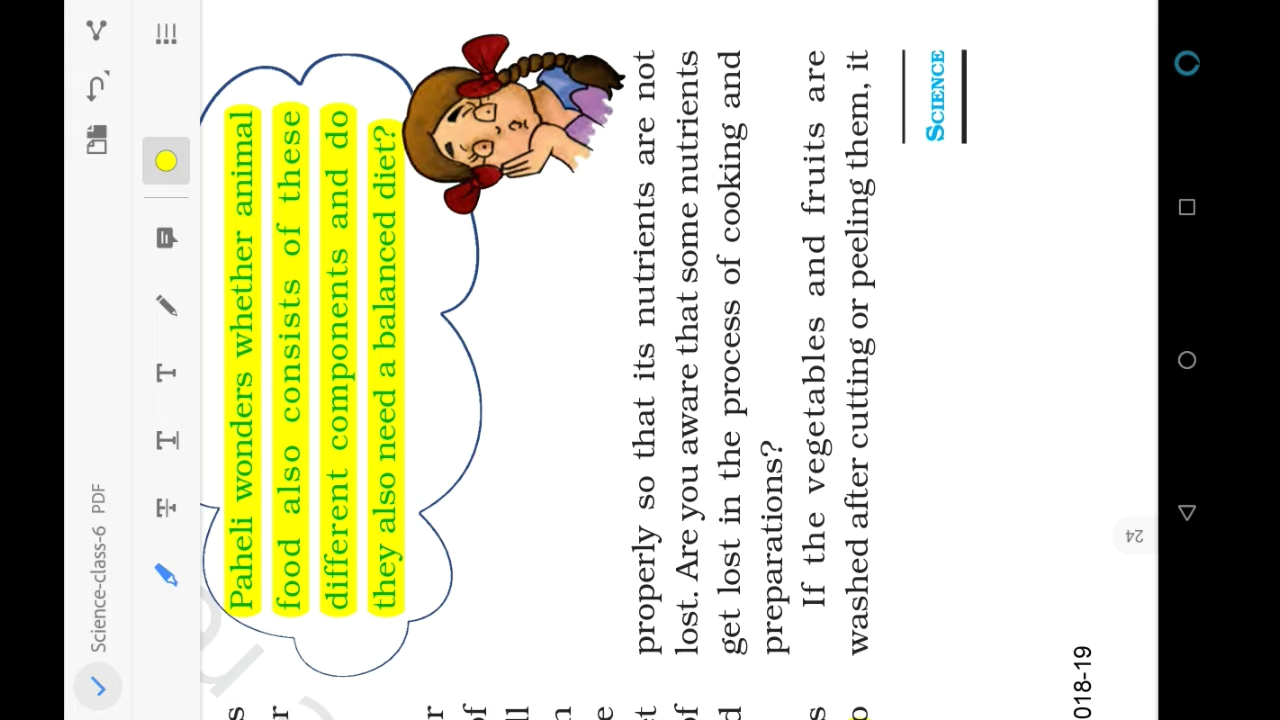 Science-class-6 PDF
Paheli wonders whether animal
food also consists of these
different components and do
they also need a balanced diet?
properly so that its nutrients are not
lost. Are you aware that some nutrients
get lost in the process of cooking and
preparations?
If the vegetables and fruits are
washed after cutting or peeling them, it
SCIENCE
24
018-19